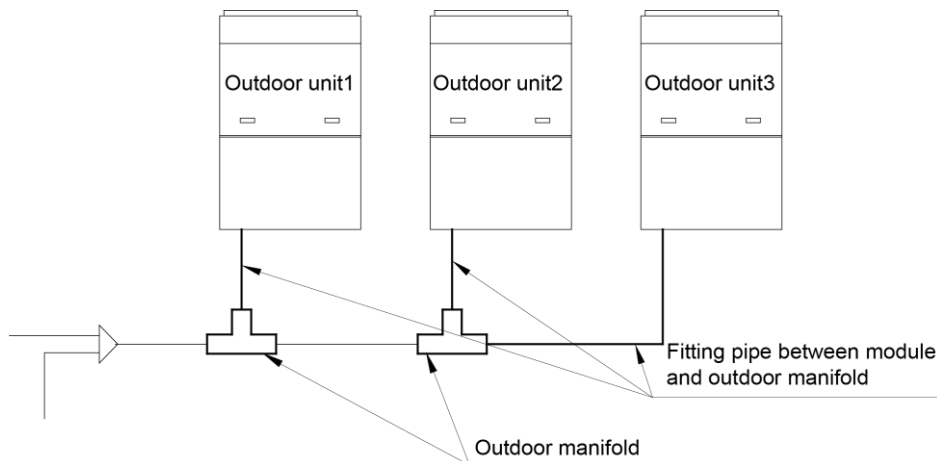 Outdoor unit1
Outdoor unit2
Outdoor unit3
Fitting pipe between module
and outdoor manifold
Outdoor manifold